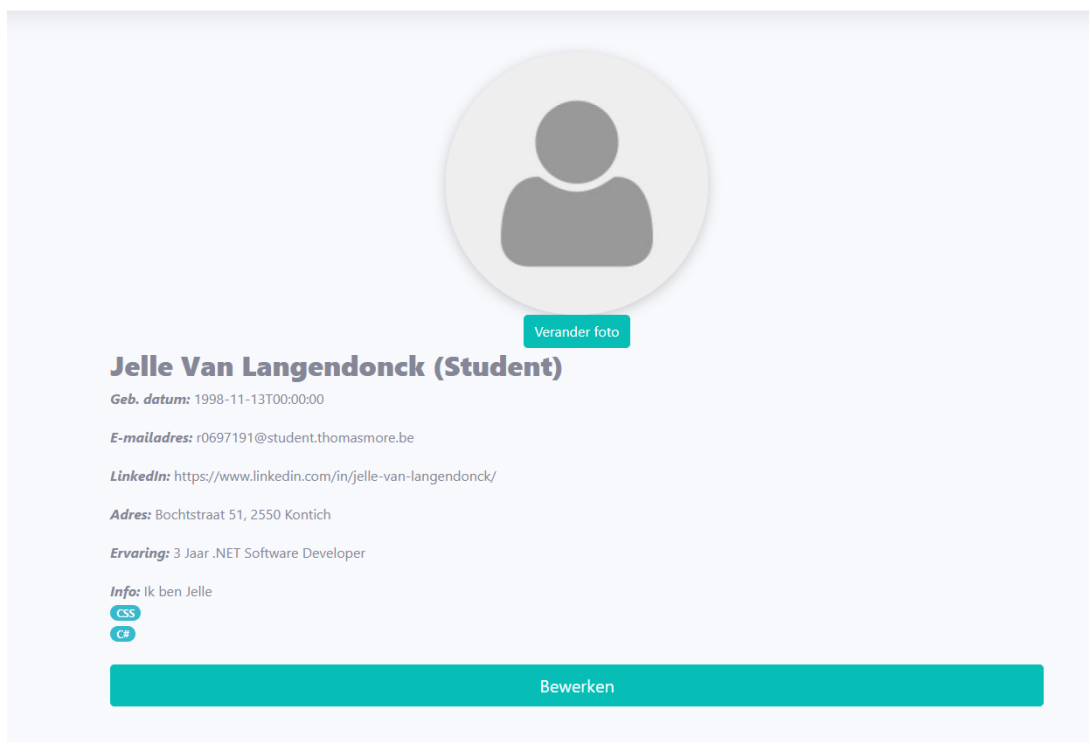 Verander foto
Jelle Van Langendonck (Student)
Geb. datum: 1998-11-13T00:00:00
E-mailadres: r0697191@student.thomasmore.be
LinkedIn: https://www.linkedin.com/in/jelle-van-langendonck/
Adres: Bochtstraat 51, 2550 Kontich
Ervaring: 3 Jaar .NET Software Developer
Info: Ik ben Jelle
CSS
C#
Bewerken